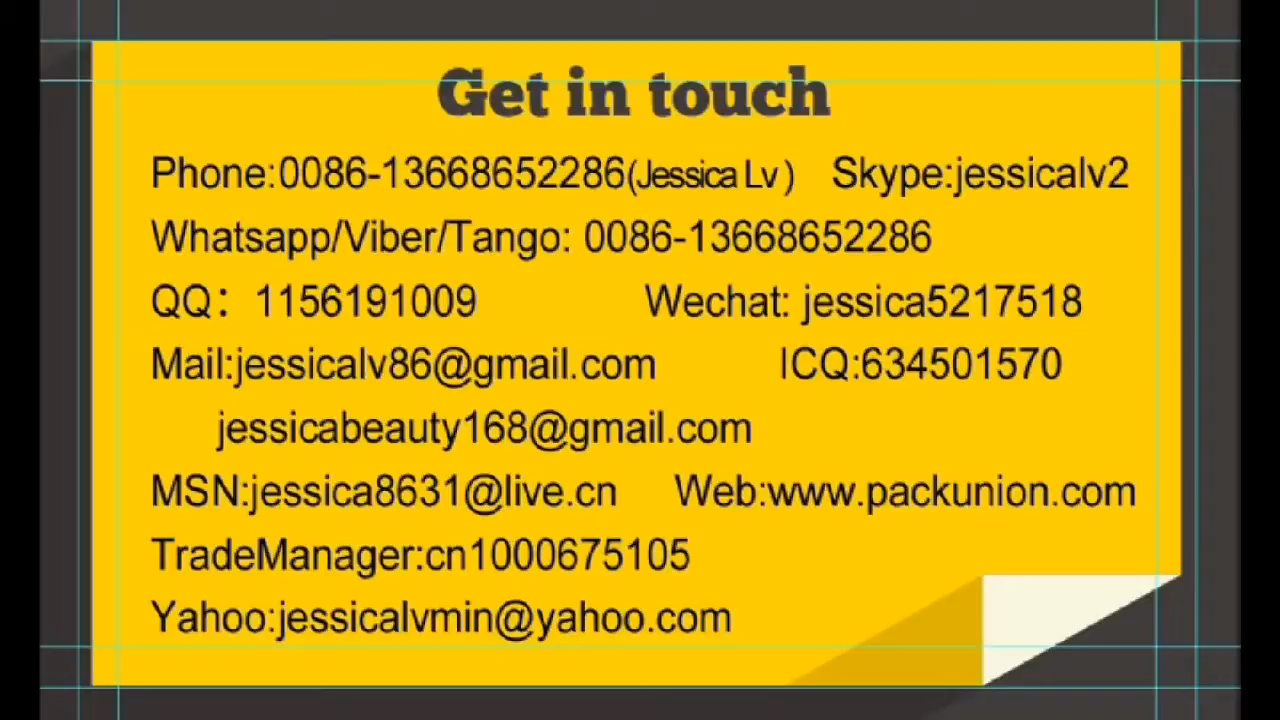 Get in touch
Phone:0086-13668652286(Jessica Lv ) Skype:jessicalv2
Whatsapp/Viber/Tango: 0086-13668652286
QQ：1156191009 Wechat: jessica5217518
Mail:jessicalv86@gmail.com ICQ:634501570
jessicabeauty168@gmail.com
MSN:jessica8631@live.cn Web:www.packunion.com
TradeManager:cn1000675105
Yahoo:jessicalvmin@yahoo.com